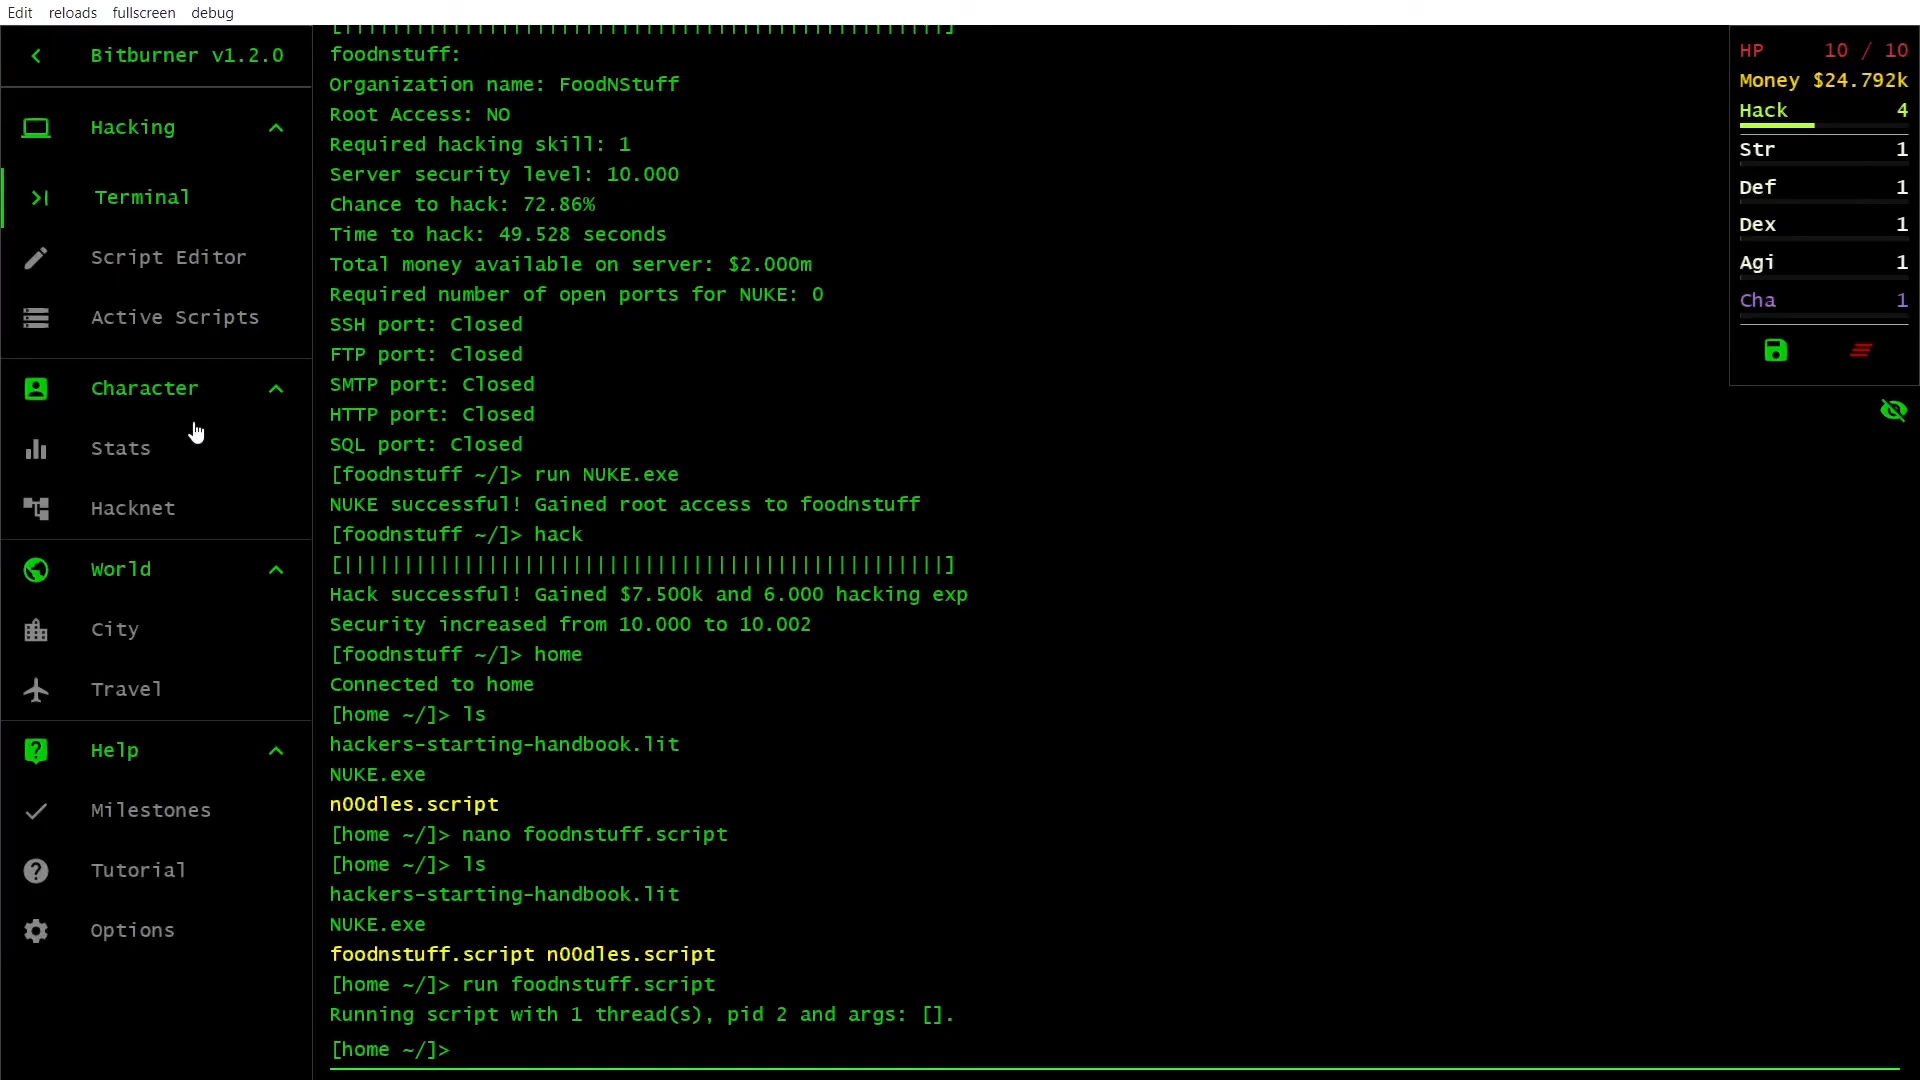 Edit reloads fullscreen debug
Bitburner v1.2.0
Hacking
Terminal
Script Editor
Active Scripts
Character
Stats
Hacknet
World
City
Travel
Help
Milestones
Tutorial
Options
[||||||||||||||||||||||||||||||||||||||||||||||||||]
foodnstuff:
Organization name: FoodNStuff
Root Access: NO
Required hacking skill: 1
Server security level: 10.000
Chance to hack: 72.86%
Time to hack: 49.528 seconds
Total money available on server: $2.000m
Required number of open ports for NUKE: 0
SSH port: Closed
FTP port: Closed
SMTP port: Closed
HTTP port: Closed
SQL port: Closed
[foodnstuff ~/]> run NUKE.exe
NUKE successful! Gained root access to foodnstuff
[foodnstuff ~/]> hack
[||||||||||||||||||||||||||||||||||||||||||||||||||]
Hack successful! Gained $7.500k and 6.000 hacking exp
Security increased from 10.000 to 10.002
[foodnstuff ~/]> home
Connected to home
[home ~/]> ls
hackers-starting-handbook.lit
NUKE.exe
n00dles.script
[home ~/]> nano foodnstuff.script
[home ~/]> ls
hackers-starting-handbook.lit
NUKE.exe
foodnstuff.script n00dles.script
[home ~/]> run foodnstuff.script
Running script with 1 thread(s), pid 2 and args: [].
[home ~/]>
HP 10 / 10
Money $24.792k
Hack 4
Str 1
Def 1
Dex 1
Agi 1
Cha 1